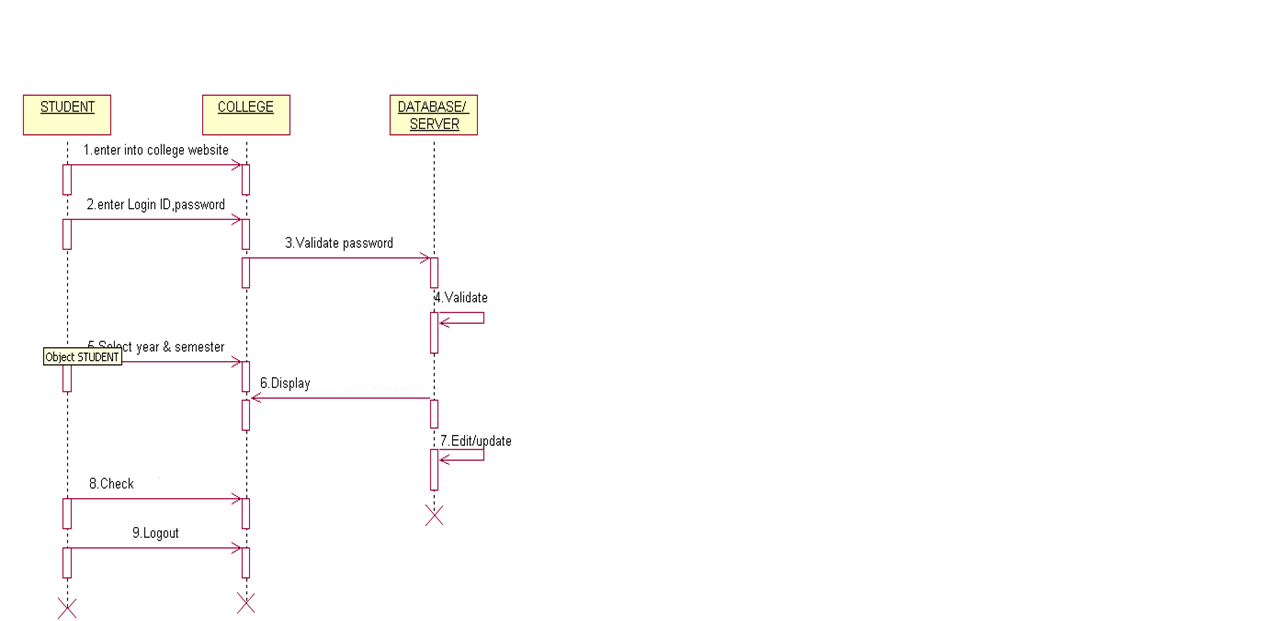 STUDENT
COLLEGE
DATABASE/
SERVER
1.enter into college website
2.enter Login ID,password
3.Validate password
4.Validate
5.Select year & semester
Object STUDENT
6.Display
7.Edit/update
8.Check
9.Logout